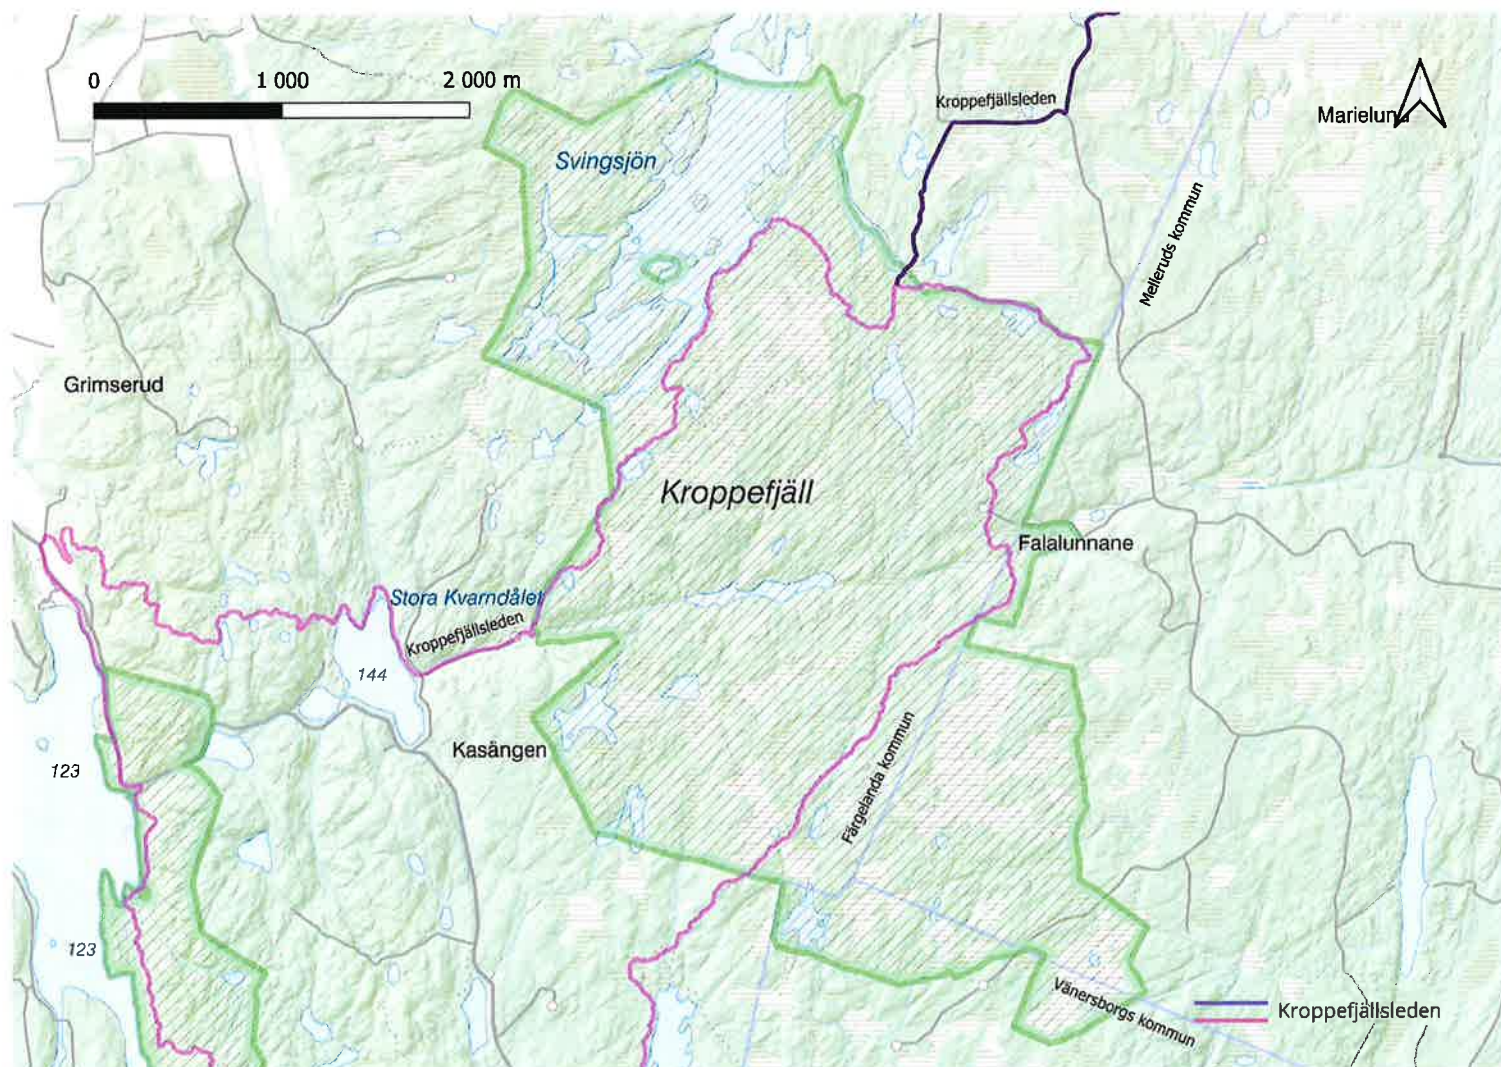 0 1 000 2 000 m
Kroppefjällsleden
Marielund
Svingsjön
Melleruds kommun
Grimserud
Kroppefjäll
Falalunnane
Stora Kvarndålet
Kroppefjällsleden
144
Kasängen
123
Färgelanda kommun
123
Vänersborgs kommun
Kroppefjällsleden